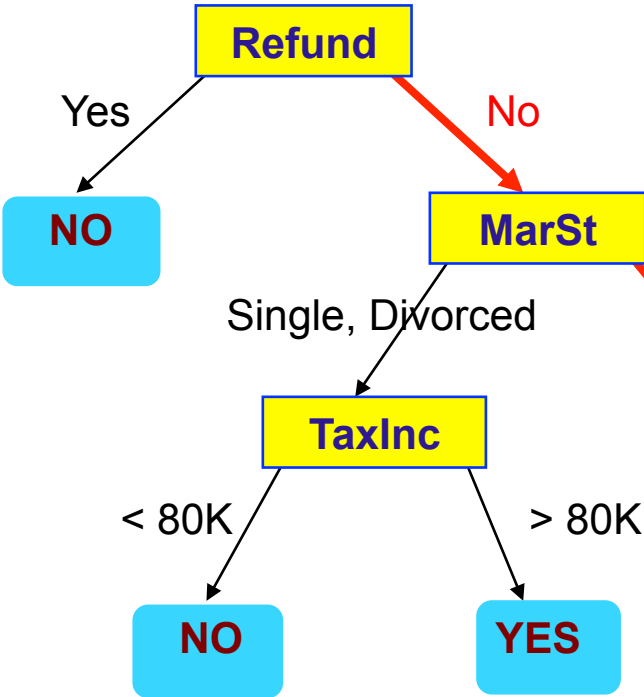 Refund
Yes
No
NO
MarSt
Single, Divorced
TaxInc
< 80K
> 80K
NO
YES